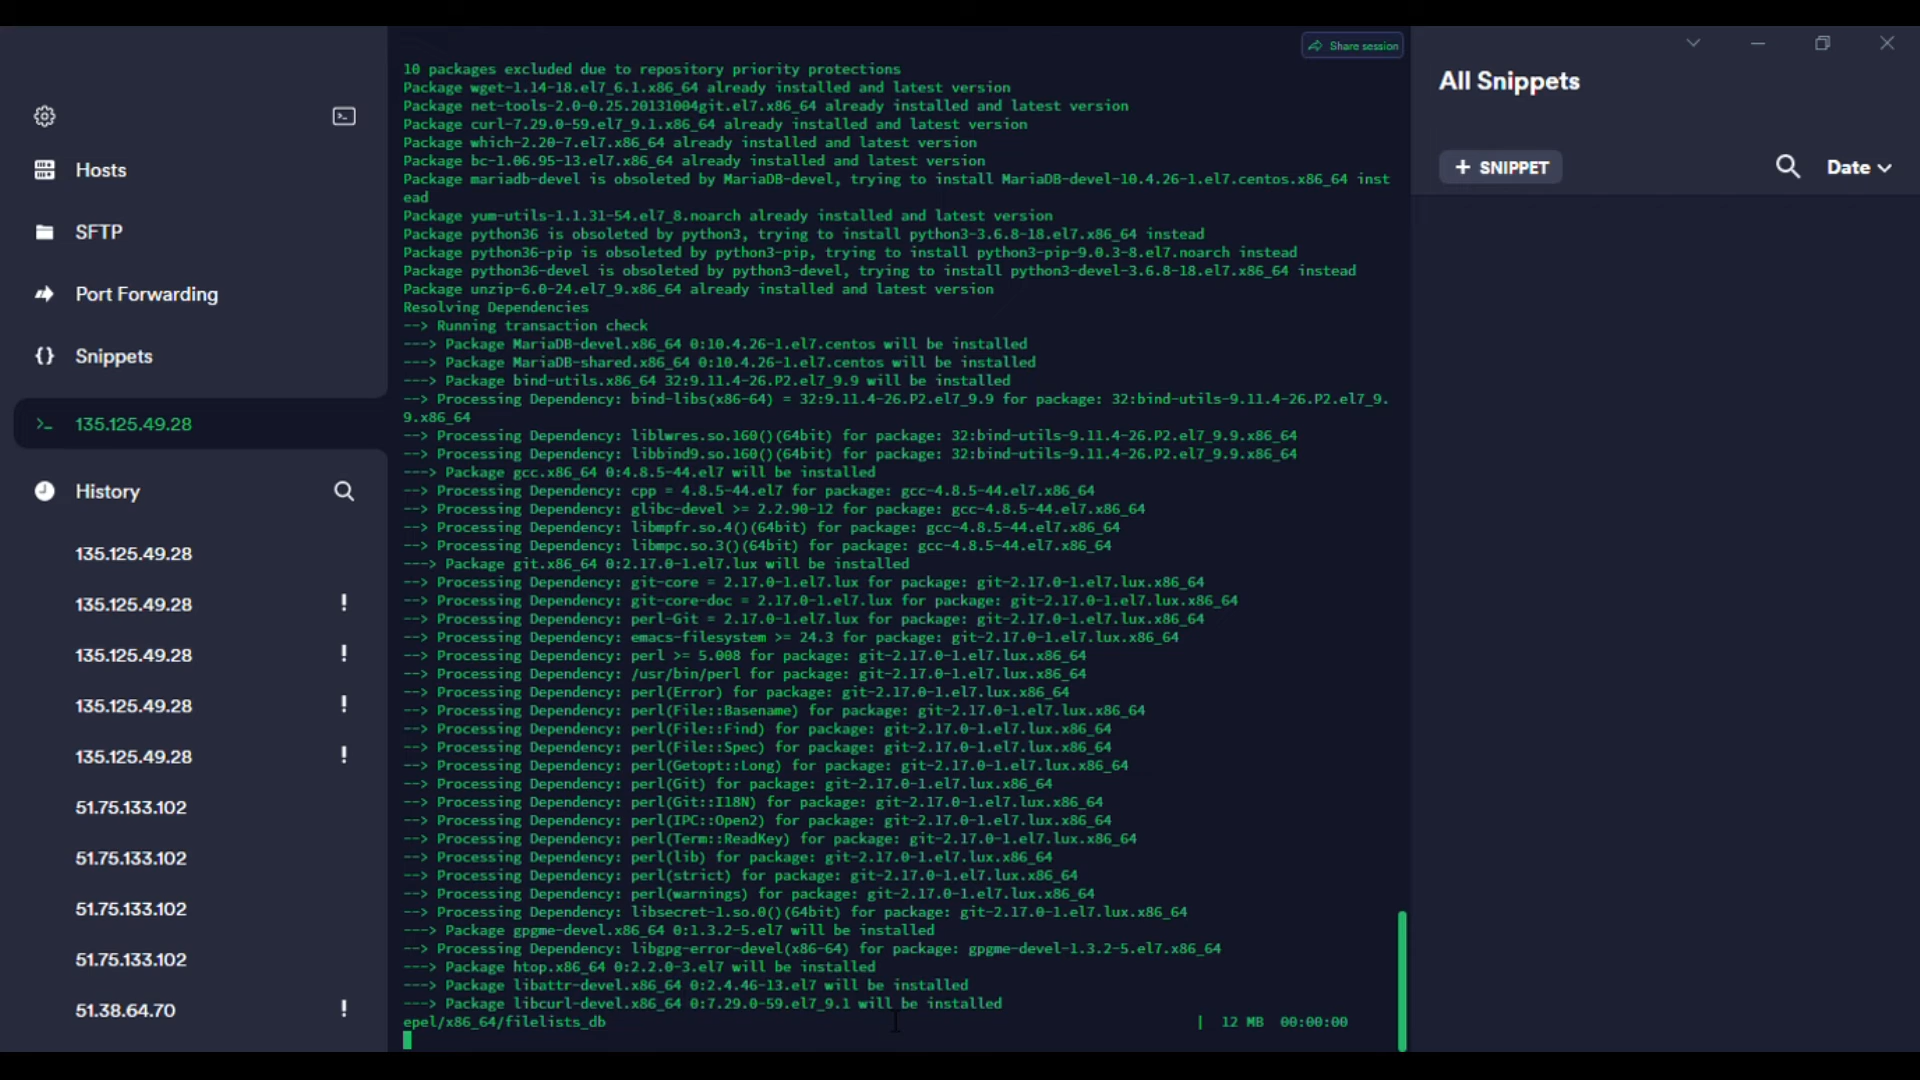 Hosts
SFTP
Port Forwarding
{} Snippets
>_ 135.125.49.28
History
135.125.49.28
135.125.49.28 !
135.125.49.28 !
135.125.49.28 !
135.125.49.28 !
51.75.133.102
51.75.133.102
51.75.133.102
51.75.133.102
51.38.64.70 !
Share session
10 packages excluded due to repository priority protections
Package wget-1.14-18.el7_6.1.x86_64 already installed and latest version
Package net-tools-2.0-0.25.20131004git.el7.x86_64 already installed and latest version
Package curl-7.29.0-59.el7_9.1.x86_64 already installed and latest version
Package which-2.20-7.el7.x86_64 already installed and latest version
Package bc-1.06.95-13.el7.x86_64 already installed and latest version
Package mariadb-devel is obsoleted by MariaDB-devel, trying to install MariaDB-devel-10.4.26-1.el7.centos.x86_64 inst
ead
Package yum-utils-1.1.31-54.el7_8.noarch already installed and latest version
Package python36 is obsoleted by python3, trying to install python3-3.6.8-18.el7.x86_64 instead
Package python36-pip is obsoleted by python3-pip, trying to install python3-pip-9.0.3-8.el7.noarch instead
Package python36-devel is obsoleted by python3-devel, trying to install python3-devel-3.6.8-18.el7.x86_64 instead
Package unzip-6.0-24.el7_9.x86_64 already installed and latest version
Resolving Dependencies
--> Running transaction check
---> Package MariaDB-devel.x86_64 0:10.4.26-1.el7.centos will be installed
---> Package MariaDB-shared.x86_64 0:10.4.26-1.el7.centos will be installed
---> Package bind-utils.x86_64 32:9.11.4-26.P2.el7_9.9 will be installed
--> Processing Dependency: bind-libs(x86-64) = 32:9.11.4-26.P2.el7_9.9 for package: 32:bind-utils-9.11.4-26.P2.el7_9.
9.x86_64
--> Processing Dependency: liblwres.so.160()(64bit) for package: 32:bind-utils-9.11.4-26.P2.el7_9.9.x86_64
--> Processing Dependency: libbind9.so.160()(64bit) for package: 32:bind-utils-9.11.4-26.P2.el7_9.9.x86_64
---> Package gcc.x86_64 0:4.8.5-44.el7 will be installed
--> Processing Dependency: cpp = 4.8.5-44.el7 for package: gcc-4.8.5-44.el7.x86_64
--> Processing Dependency: glibc-devel >= 2.2.90-12 for package: gcc-4.8.5-44.el7.x86_64
--> Processing Dependency: libmpfr.so.4()(64bit) for package: gcc-4.8.5-44.el7.x86_64
--> Processing Dependency: libmpc.so.3()(64bit) for package: gcc-4.8.5-44.el7.x86_64
---> Package git.x86_64 0:2.17.0-1.el7.lux will be installed
--> Processing Dependency: git-core = 2.17.0-1.el7.lux for package: git-2.17.0-1.el7.lux.x86_64
--> Processing Dependency: git-core-doc = 2.17.0-1.el7.lux for package: git-2.17.0-1.el7.lux.x86_64
--> Processing Dependency: perl-Git = 2.17.0-1.el7.lux for package: git-2.17.0-1.el7.lux.x86_64
--> Processing Dependency: emacs-filesystem >= 24.3 for package: git-2.17.0-1.el7.lux.x86_64
--> Processing Dependency: perl >= 5.008 for package: git-2.17.0-1.el7.lux.x86_64
--> Processing Dependency: /usr/bin/perl for package: git-2.17.0-1.el7.lux.x86_64
--> Processing Dependency: perl(Error) for package: git-2.17.0-1.el7.lux.x86_64
--> Processing Dependency: perl(File::Basename) for package: git-2.17.0-1.el7.lux.x86_64
--> Processing Dependency: perl(File::Find) for package: git-2.17.0-1.el7.lux.x86_64
--> Processing Dependency: perl(File::Spec) for package: git-2.17.0-1.el7.lux.x86_64
--> Processing Dependency: perl(Getopt::Long) for package: git-2.17.0-1.el7.lux.x86_64
--> Processing Dependency: perl(Git) for package: git-2.17.0-1.el7.lux.x86_64
--> Processing Dependency: perl(Git::I18N) for package: git-2.17.0-1.el7.lux.x86_64
--> Processing Dependency: perl(IPC::Open2) for package: git-2.17.0-1.el7.lux.x86_64
--> Processing Dependency: perl(Term::ReadKey) for package: git-2.17.0-1.el7.lux.x86_64
--> Processing Dependency: perl(lib) for package: git-2.17.0-1.el7.lux.x86_64
--> Processing Dependency: perl(strict) for package: git-2.17.0-1.el7.lux.x86_64
--> Processing Dependency: perl(warnings) for package: git-2.17.0-1.el7.lux.x86_64
--> Processing Dependency: libsecret-1.so.0()(64bit) for package: git-2.17.0-1.el7.lux.x86_64
---> Package gpgme-devel.x86_64 0:1.3.2-5.el7 will be installed
--> Processing Dependency: libgpg-error-devel(x86-64) for package: gpgme-devel-1.3.2-5.el7.x86_64
---> Package htop.x86_64 0:2.2.0-3.el7 will be installed
---> Package libattr-devel.x86_64 0:2.4.46-13.el7 will be installed
---> Package libcurl-devel.x86_64 0:7.29.0-59.el7_9.1 will be installed
epel/x86_64/filelists_db | 12 MB 00:00:00
All Snippets
+ SNIPPET
Date